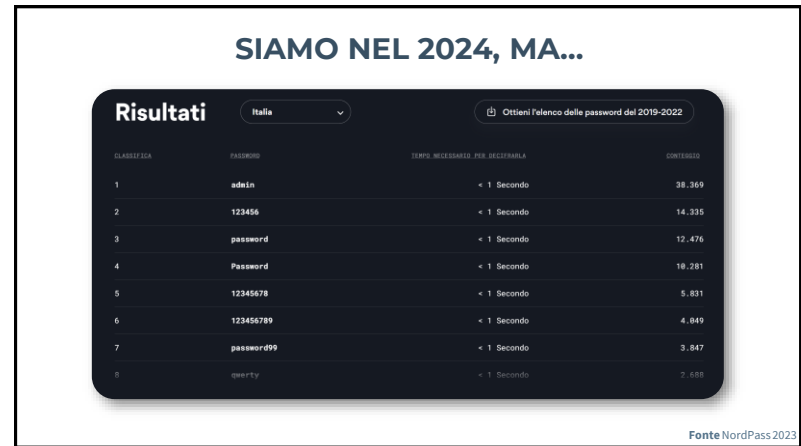 SIAMO NEL 2024, MA...
Risultati Italia Ottieni l'elenco delle password del 2019-2022
CLASSIFICA PASSWORD TEMPO NECESSARIO PER DECIFRARLA CONTEGGIO
1 admin < 1 Secondo 38.369
2 123456 < 1 Secondo 14.335
3 password < 1 Secondo 12.476
4 Password < 1 Secondo 10.281
5 12345678 < 1 Secondo 5.831
6 123456789 < 1 Secondo 4.049
7 password99 < 1 Secondo 3.847
8 qwerty < 1 Secondo 2.688
Fonte NordPass 2023